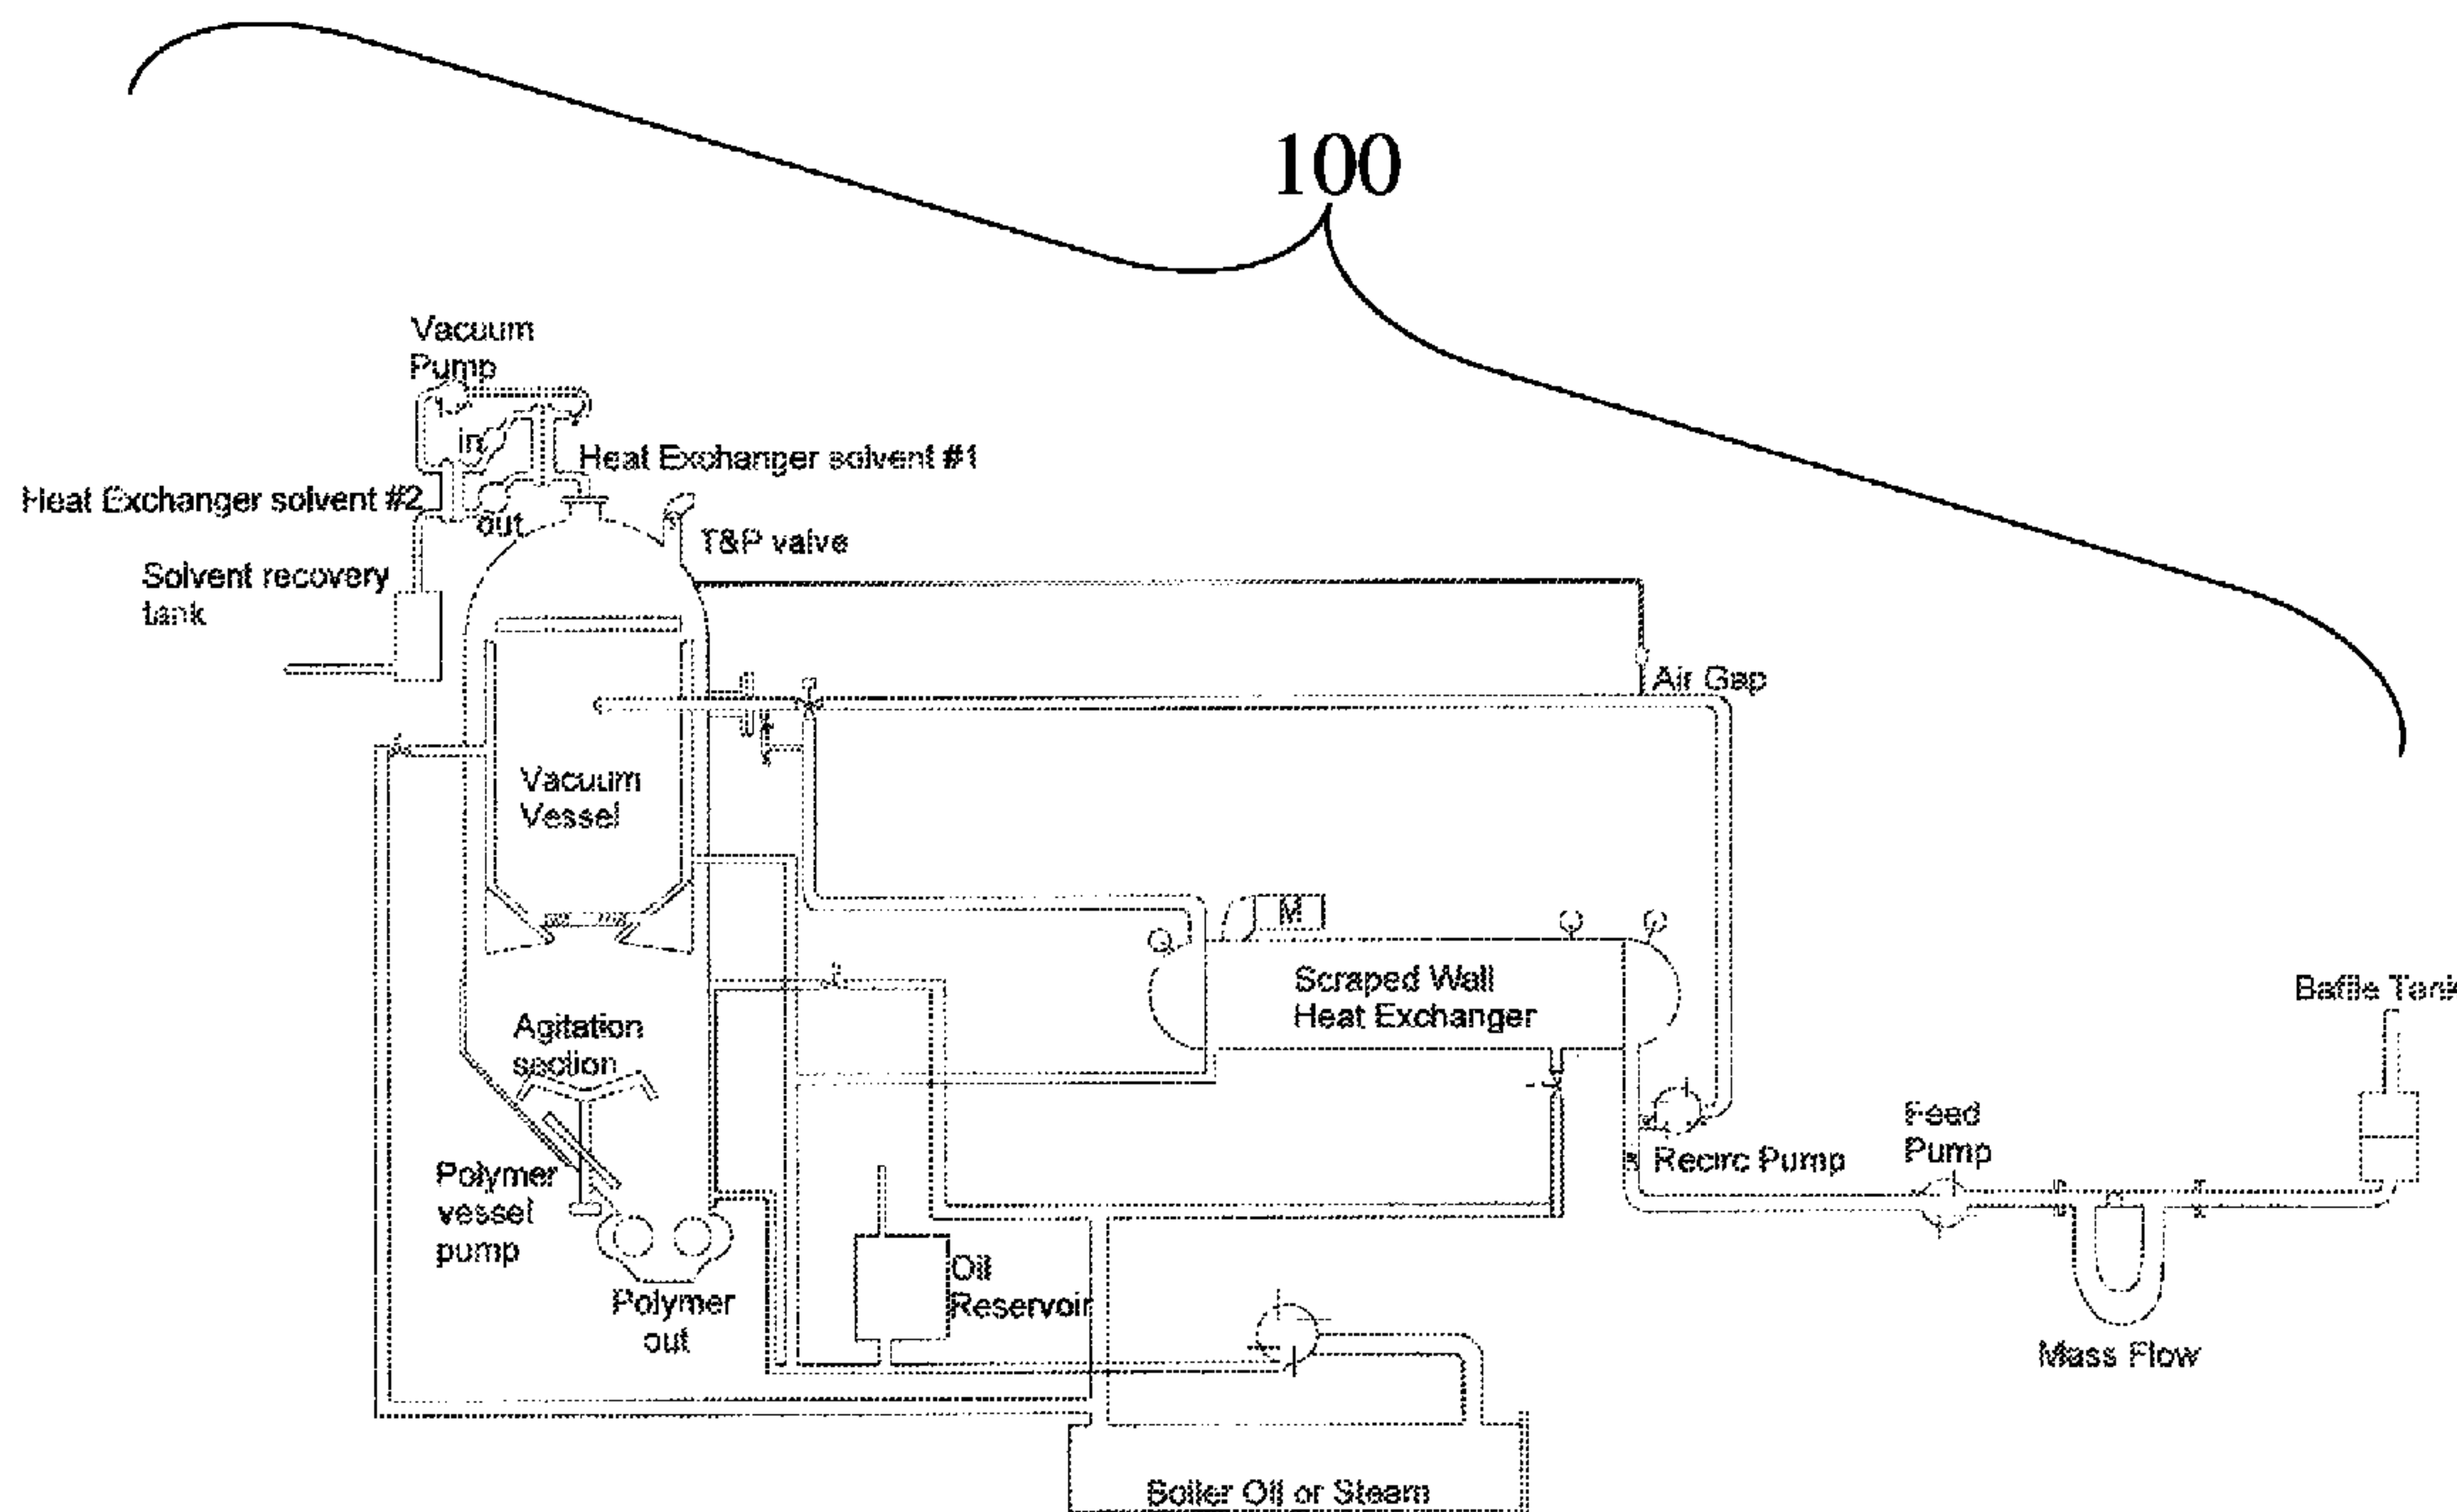 100
Vacuum
Pump
in
Heat Exchanger solvent #1
Heat Exchanger solvent #2
out
T&P valve
Solvent recovery
tank
Air Gap
Vacuum
Vessel
M
Scraped Wall
Heat Exchanger
Baffle Tank
Agitation
section
Feed
Pump
Recirc Pump
Polymer
vessel
pump
Oil
Reservoir
Polymer
out
Mass Flow
Boiler Oil or Steam